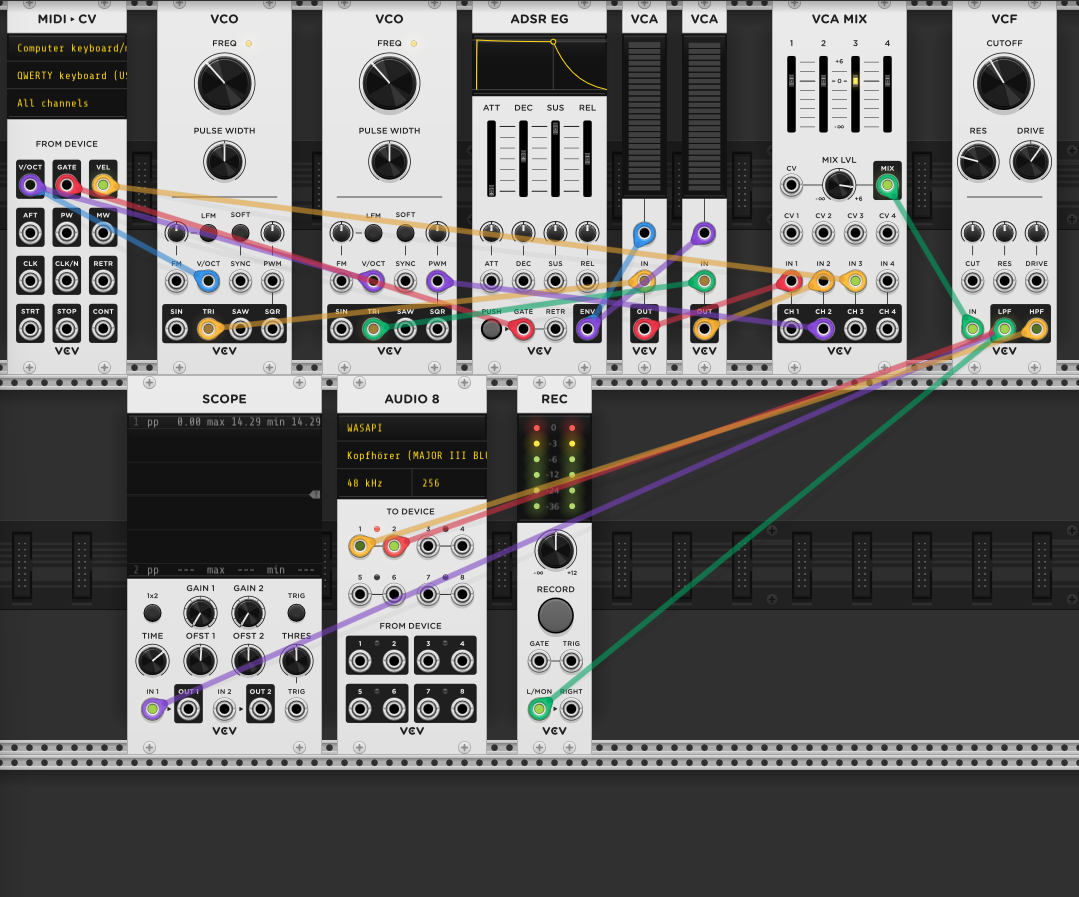 MIDI ▸ CV
Computer keyboard/m
QWERTY keyboard (US
All channels
FROM DEVICE
V/OCT GATE VEL
AFT PW MW
CLK CLK/N RETR
STRT STOP CONT
VCV
VCO
FREQ
PULSE WIDTH
LFM SOFT
FM V/OCT SYNC PWM
SIN TRI SAW SQR
VCV
VCO
FREQ
PULSE WIDTH
LFM SOFT
FM V/OCT SYNC PWM
SIN TRI SAW SQR
VCV
ADSR EG
ATT DEC SUS REL
ATT DEC SUS REL
PUSH GATE RETR ENV
VCV
VCA
IN
OUT
VCV
VCA
IN
OUT
VCV
VCA MIX
1 2 3 4
+6
0
-∞
MIX LVL
CV MIX
-∞ +6
CV 1 CV 2 CV 3 CV 4
IN 1 IN 2 IN 3 IN 4
CH 1 CH 2 CH 3 CH 4
VCV
VCF
CUTOFF
RES DRIVE
CUT RES DRIVE
IN LPF HPF
VCV
SCOPE
1 pp 0.00 max 14.29 min 14.29
2 pp --- max --- min ---
1x2 GAIN 1 GAIN 2 TRIG
TIME OFST 1 OFST 2 THRES
IN 1 OUT 1 IN 2 OUT 2 TRIG
VCV
AUDIO 8
WASAPI
Kopfhörer (MAJOR III BLU
48 kHz 256
TO DEVICE
1 2 3 4
5 6 7 8
FROM DEVICE
1 2 3 4
5 6 7 8
VCV
REC
0
-3
-6
-12
-24
-36
-∞ +12
RECORD
GATE TRIG
L/MON RIGHT
VCV